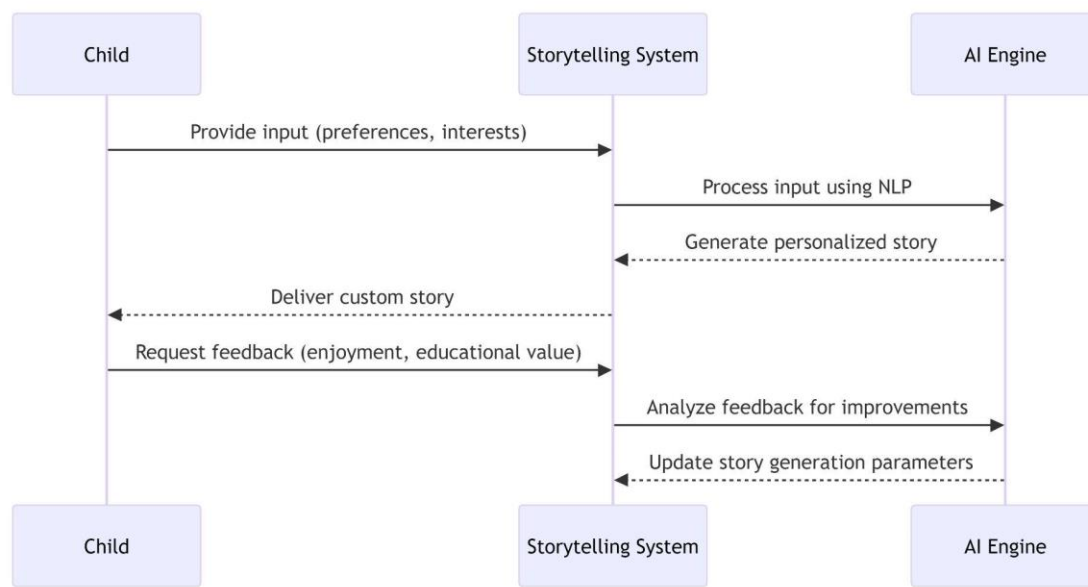 Child
Storytelling System
AI Engine
Provide input (preferences, interests)
Process input using NLP
Generate personalized story
Deliver custom story
Request feedback (enjoyment, educational value)
Analyze feedback for improvements
Update story generation parameters
Child
Storytelling System
AI Engine